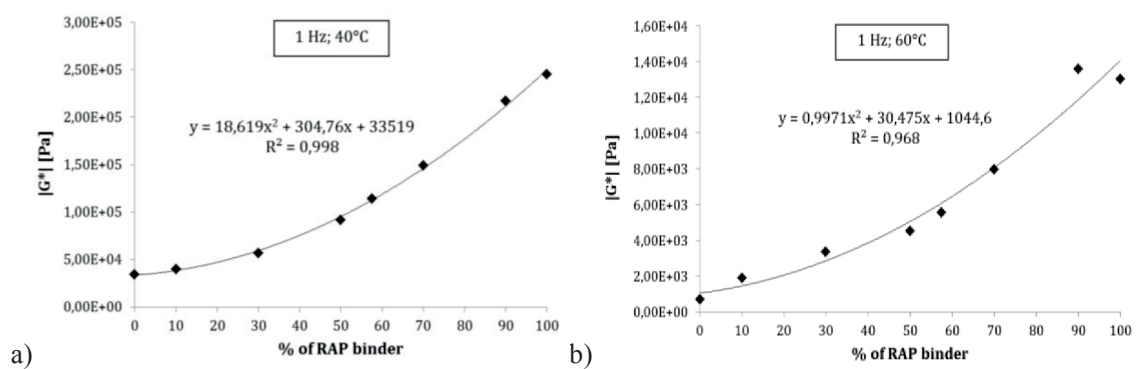 3,00E+05
2,50E+05
2,00E+05
1,50E+05
1,00E+05
5,00E+04
0,00E+00
|G*| [Pa]
1 Hz; 40°C
y = 18,619x² + 304,76x + 33519
R² = 0,998
0 10 20 30 40 50 60 70 80 90 100
% of RAP binder
a)
1,60E+04
1,40E+04
1,20E+04
1,00E+04
8,00E+03
6,00E+03
4,00E+03
2,00E+03
0,00E+00
|G*| [Pa]
1 Hz; 60°C
y = 0,9971x² + 30,475x + 1044,6
R² = 0,968
0 10 20 30 40 50 60 70 80 90 100
% of RAP binder
b)